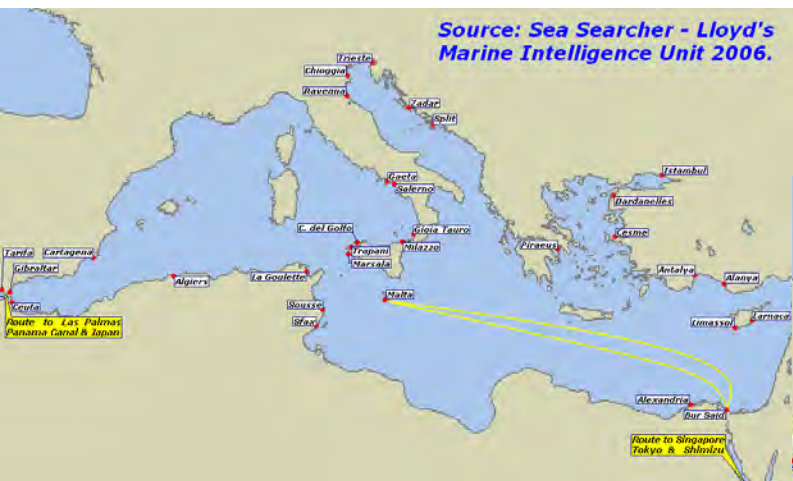 Source: Sea Searcher - Lloyd's
Marine Intelligence Unit 2006.
Trieste
Chioggia
Ravenna
Zadar
Split
Istambul
Gaeta
Salerno
Dardanelles
C. del Golfo
Gioia Tauro
Cesme
Tarifa
Cartagena
Trapani
Milazzo
Piraeus
Gibraltar
Marsala
La Goulette
Algiers
Antalya
Alanya
Malta
Ceuta
Sousse
Sfax
Larnaca
Limassol
Route to Las Palmas
Panama Canal & Japan
Alexandria
Bur Said
Route to Singapore
Tokyo & Shimizu